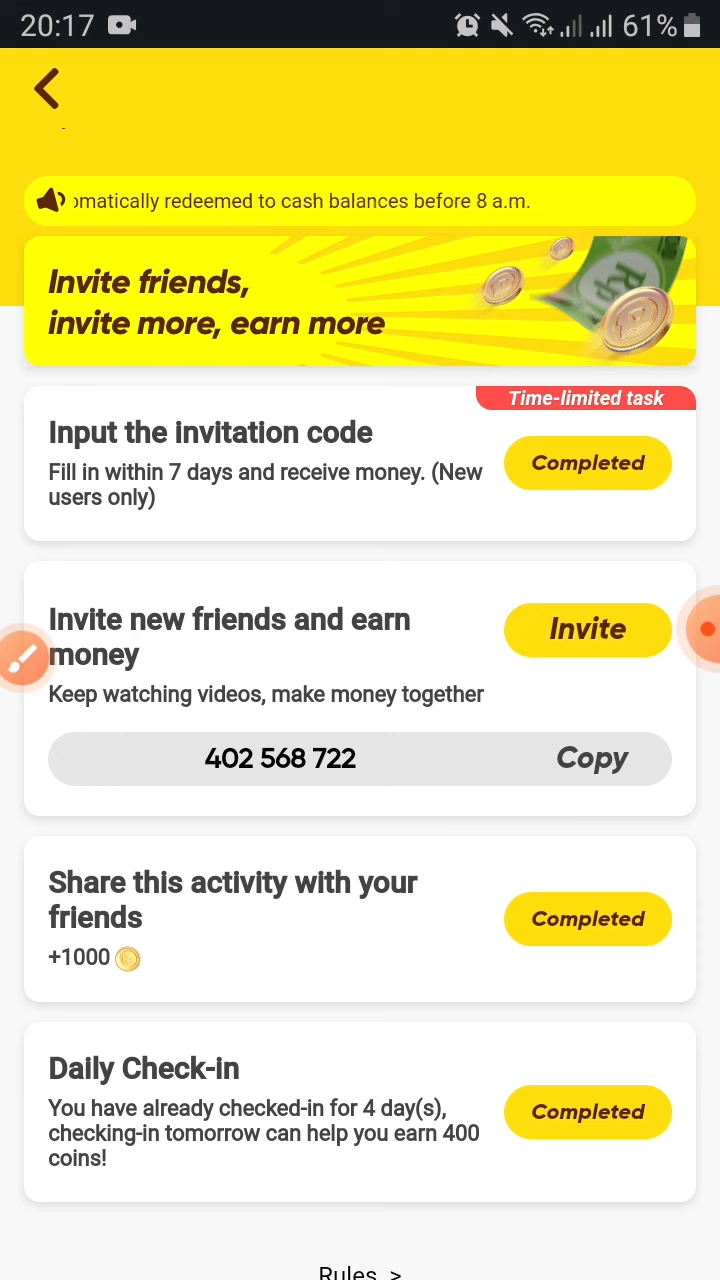 20:17
61%
omatically redeemed to cash balances before 8 a.m.
Invite friends,
invite more, earn more
Rp
Time-limited task
Input the invitation code
Fill in within 7 days and receive money. (New
users only)
Completed
Invite new friends and earn
money
Invite
Keep watching videos, make money together
402 568 722
Copy
Share this activity with your
friends
+1000
Completed
Daily Check-in
You have already checked-in for 4 day(s),
checking-in tomorrow can help you earn 400
coins!
Completed
Rules >